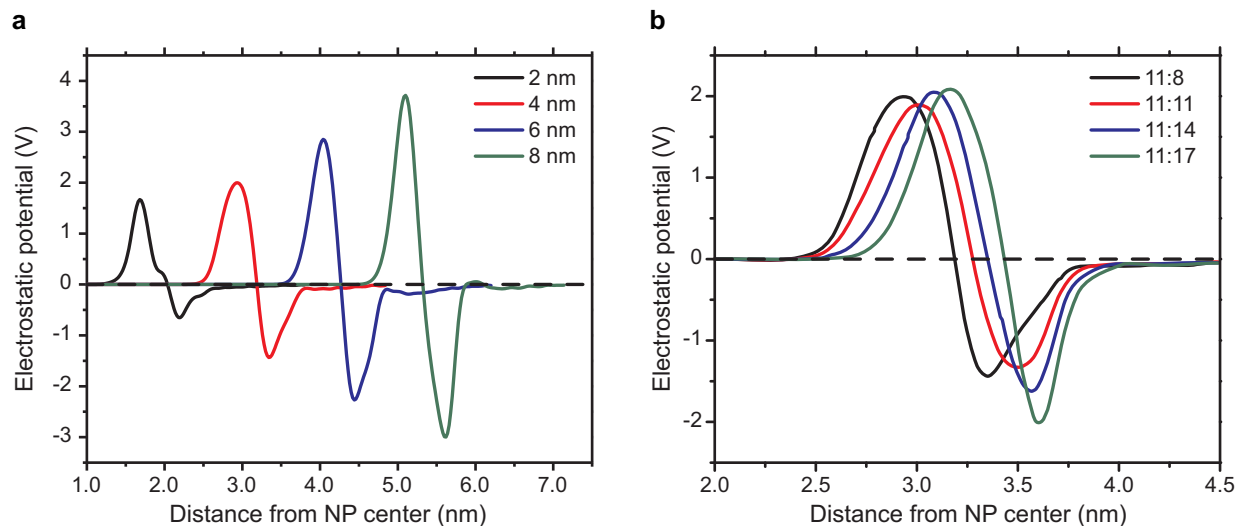 a
4
3
2
1
0
-1
-2
-3
1.0 2.0 3.0 4.0 5.0 6.0 7.0
Electrostatic potential (V)
Distance from NP center (nm)
2 nm
4 nm
6 nm
8 nm
b
2
1
0
-1
-2
2.0 2.5 3.0 3.5 4.0 4.5
Electrostatic potential (V)
Distance from NP center (nm)
11:8
11:11
11:14
11:17